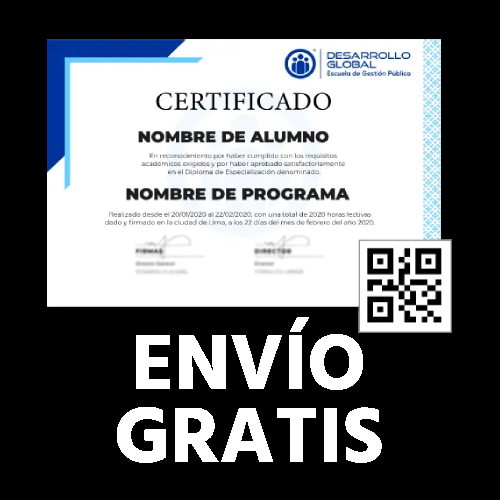 DESARROLLO
GLOBAL
Escuela de Gestión Pública
CERTIFICADO
NOMBRE DE ALUMNO
En reconocimiento por haber cumplido con los requisitos
académicos exigidos y por haber aprobado satisfactoriamente
en el Diploma de Especialización denominado.
NOMBRE DE PROGRAMA
Realizado desde el 20/01/2020 al 22/02/2020, con una total de 2020 horas lectivas
dado y firmado en la ciudad de Lima, a los 22 días del mes de febrero del año 2020.
FIRMAS
DIRECTOR
Director General
Director
ENVÍO
GRATIS